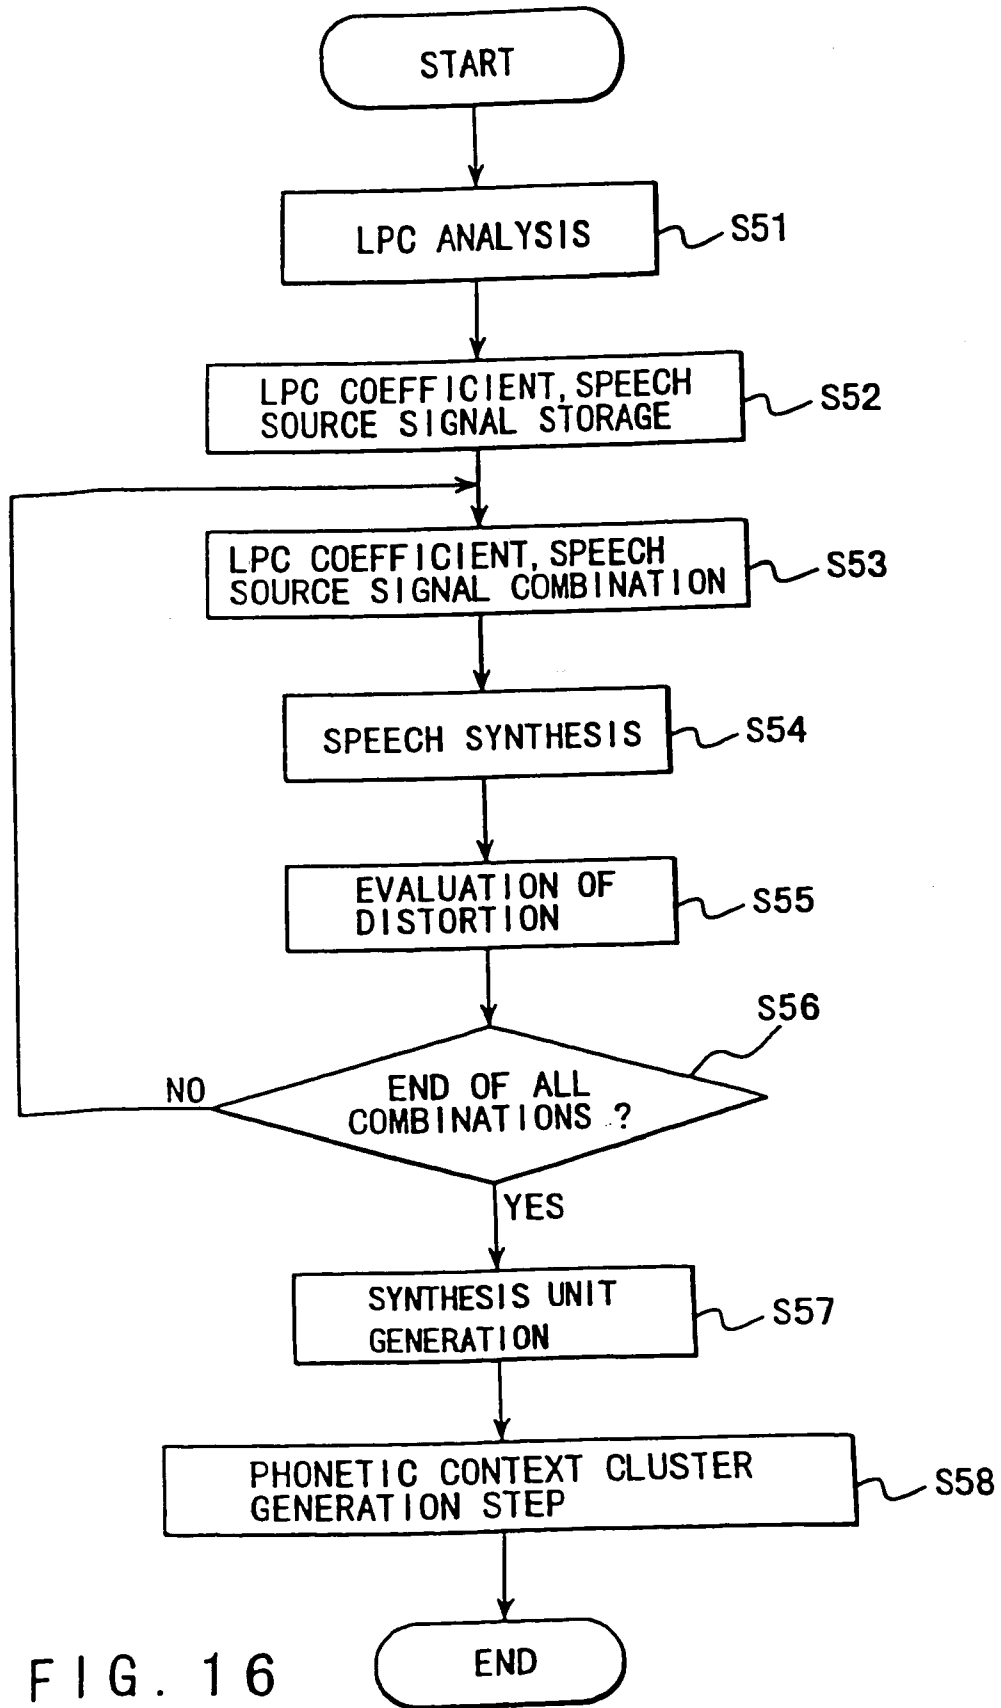 START
LPC ANALYSIS
S51
LPC COEFFICIENT, SPEECH
SOURCE SIGNAL STORAGE
S52
LPC COEFFICIENT, SPEECH
SOURCE SIGNAL COMBINATION
S53
SPEECH SYNTHESIS
S54
EVALUATION OF
DISTORTION
S55
S56
END OF ALL
COMBINATIONS ?
NO
YES
SYNTHESIS UNIT
GENERATION
S57
PHONETIC CONTEXT CLUSTER
GENERATION STEP
S58
END
FIG. 16